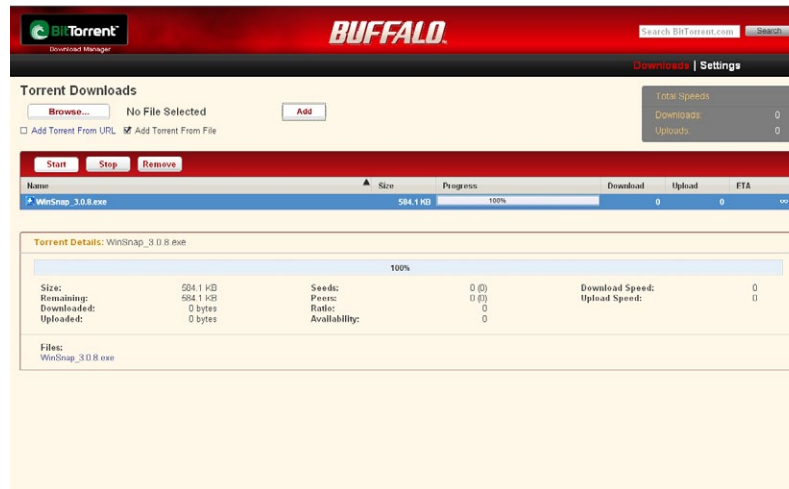 BitTorrent™
Download Manager
BUFFALO.
Search BitTorrent.com Search
Downloads | Settings
Torrent Downloads
Browse... No File Selected Add
Add Torrent From URL Add Torrent From File
Total Speeds
Downloads: 0
Uploads: 0
Start Stop Remove
Name Size Progress Download Upload ETA
WinSnap_3.0.8.exe 584.1 KB 100% 0 0 ∞
Torrent Details: WinSnap_3.0.8.exe
100%
Size: 584.1 KB Seeds: 0 (0) Download Speed: 0
Remaining: 584.1 KB Peers: 0 (0) Upload Speed: 0
Downloaded: 0 bytes Ratio: 0
Uploaded: 0 bytes Availability: 0
Files:
WinSnap_3.0.8.exe